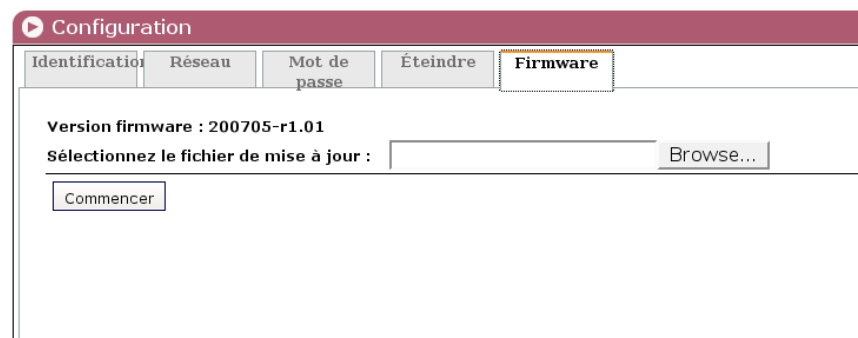 Configuration
Identification Réseau Mot de passe Éteindre Firmware
Version firmware : 200705-r1.01
Sélectionnez le fichier de mise à jour : Browse...
Commencer